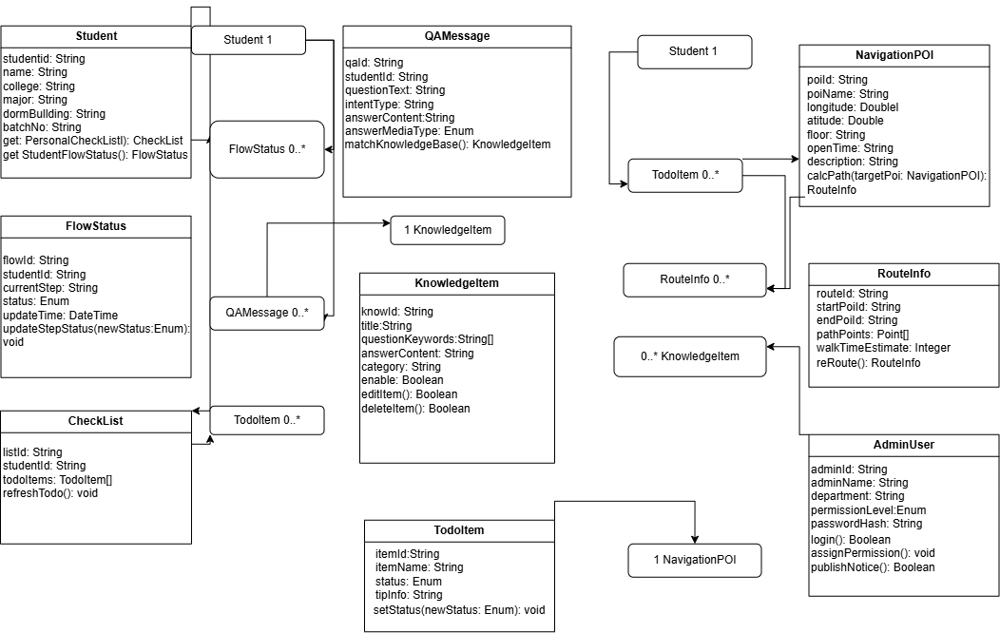 Student
studentid: String
name: String
college: String
major: String
dormBullding: String
batchNo: String
get: PersonalCheckListl): CheckList
get StudentFlowStatus(): FlowStatus
Student 1
FlowStatus 0..*
QAMessage
qaId: String
studentId: String
questionText: String
intentType: String
answerContent:String
answerMediaType: Enum
matchKnowledgeBase(): KnowledgeItem
Student 1
TodoItem 0..*
NavigationPOI
poiId: String
poiName: String
longitude: Doublel
atitude: Double
floor: String
openTime: String
description: String
calcPath(targetPoi: NavigationPOI):
RouteInfo
FlowStatus
flowId: String
studentId: String
currentStep: String
status: Enum
updateTime: DateTime
updateStepStatus(newStatus:Enum):
void
1 KnowledgeItem
QAMessage 0..*
KnowledgeItem
knowId: String
title:String
questionKeywords:String[]
answerContent: String
category: String
enable: Boolean
editItem(): Boolean
deleteItem(): Boolean
RouteInfo 0..*
0..* KnowledgeItem
RouteInfo
routeId: String
startPoiId: String
endPoiId: String
pathPoints: Point[]
walkTimeEstimate: Integer
reRoute(): RouteInfo
CheckList
listId: String
studentId: String
todoItems: TodoItem[]
refreshTodo(): void
TodoItem 0..*
TodoItem
itemId:String
itemName: String
status: Enum
tipInfo: String
setStatus(newStatus: Enum): void
1 NavigationPOI
AdminUser
adminId: String
adminName: String
department: String
permissionLevel:Enum
passwordHash: String
login(): Boolean
assignPermission(): void
publishNotice(): Boolean